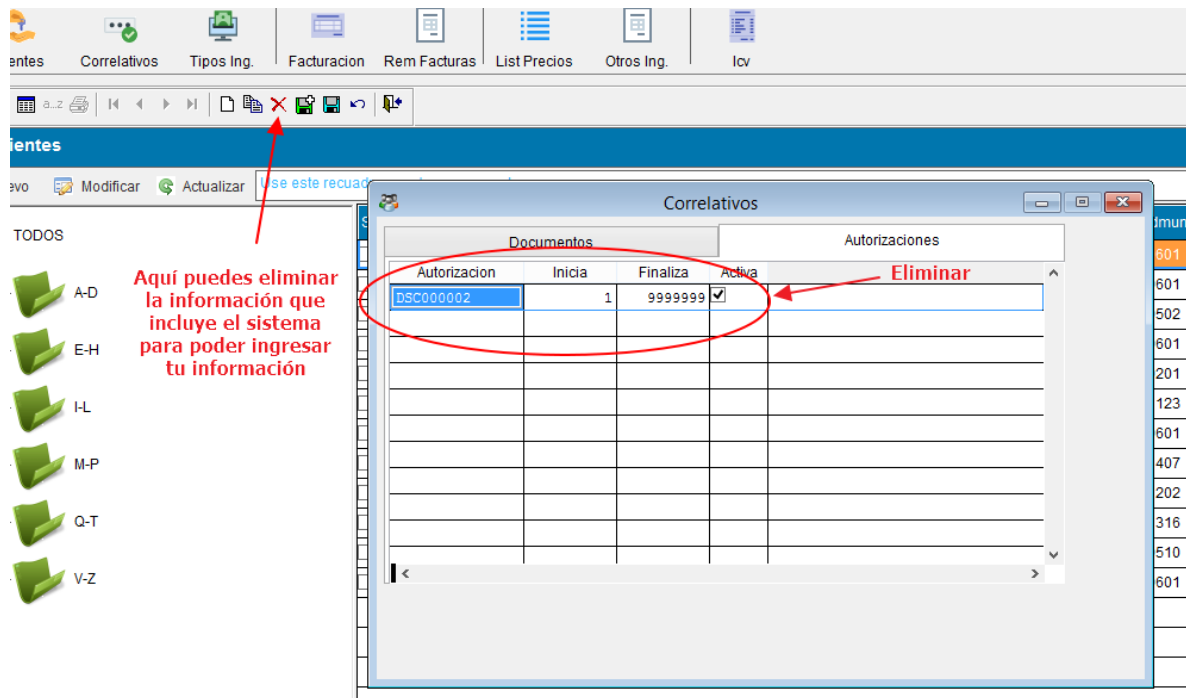 entes Correlativos Tipos Ing. Facturacion Rem Facturas List Precios Otros Ing. Icv
a..z
ientes
evo Modificar Actualizar Use este recuad
Correlativos
Documentos Autorizaciones
Autorizacion Inicia Finaliza Activa
DSC000002 1 9999999
Eliminar
TODOS
A-D
E-H
I-L
M-P
Q-T
V-Z
Aquí puedes eliminar
la información que
incluye el sistema
para poder ingresar
tu información
dmun
601
601
502
601
201
123
601
407
202
316
510
601